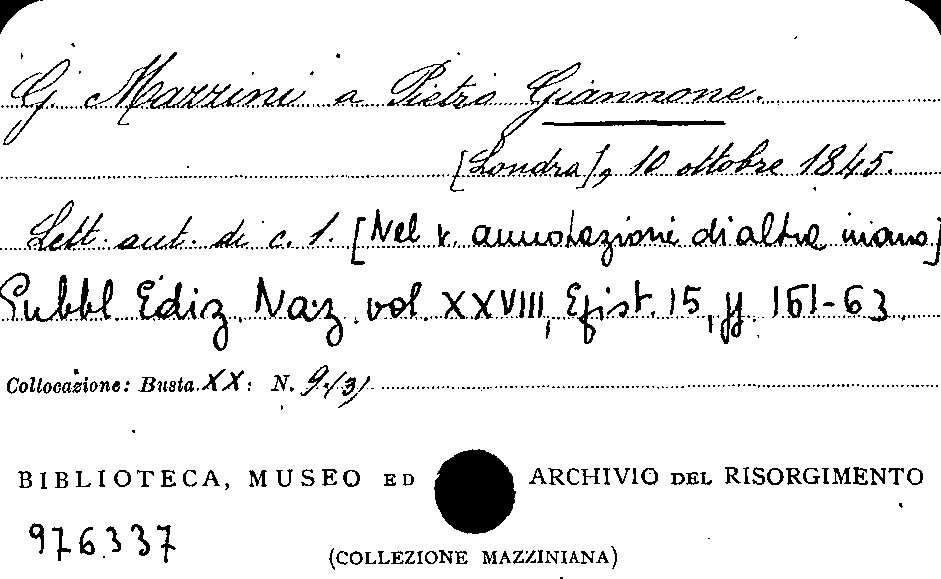 G. Mazzini a Pietro Giannone.
[Londra], 10 ottobre 1845.
Lett. aut. di c. 1. [Nel v. annotazioni di altra mano]
Pubbl. Ediz. Naz. vol. XXVIII, Epist. 15, pp. 161-63.
Collocazione: Busta XX: N. 9.(3)
BIBLIOTECA, MUSEO ED ARCHIVIO DEL RISORGIMENTO
976337
(COLLEZIONE MAZZINIANA)